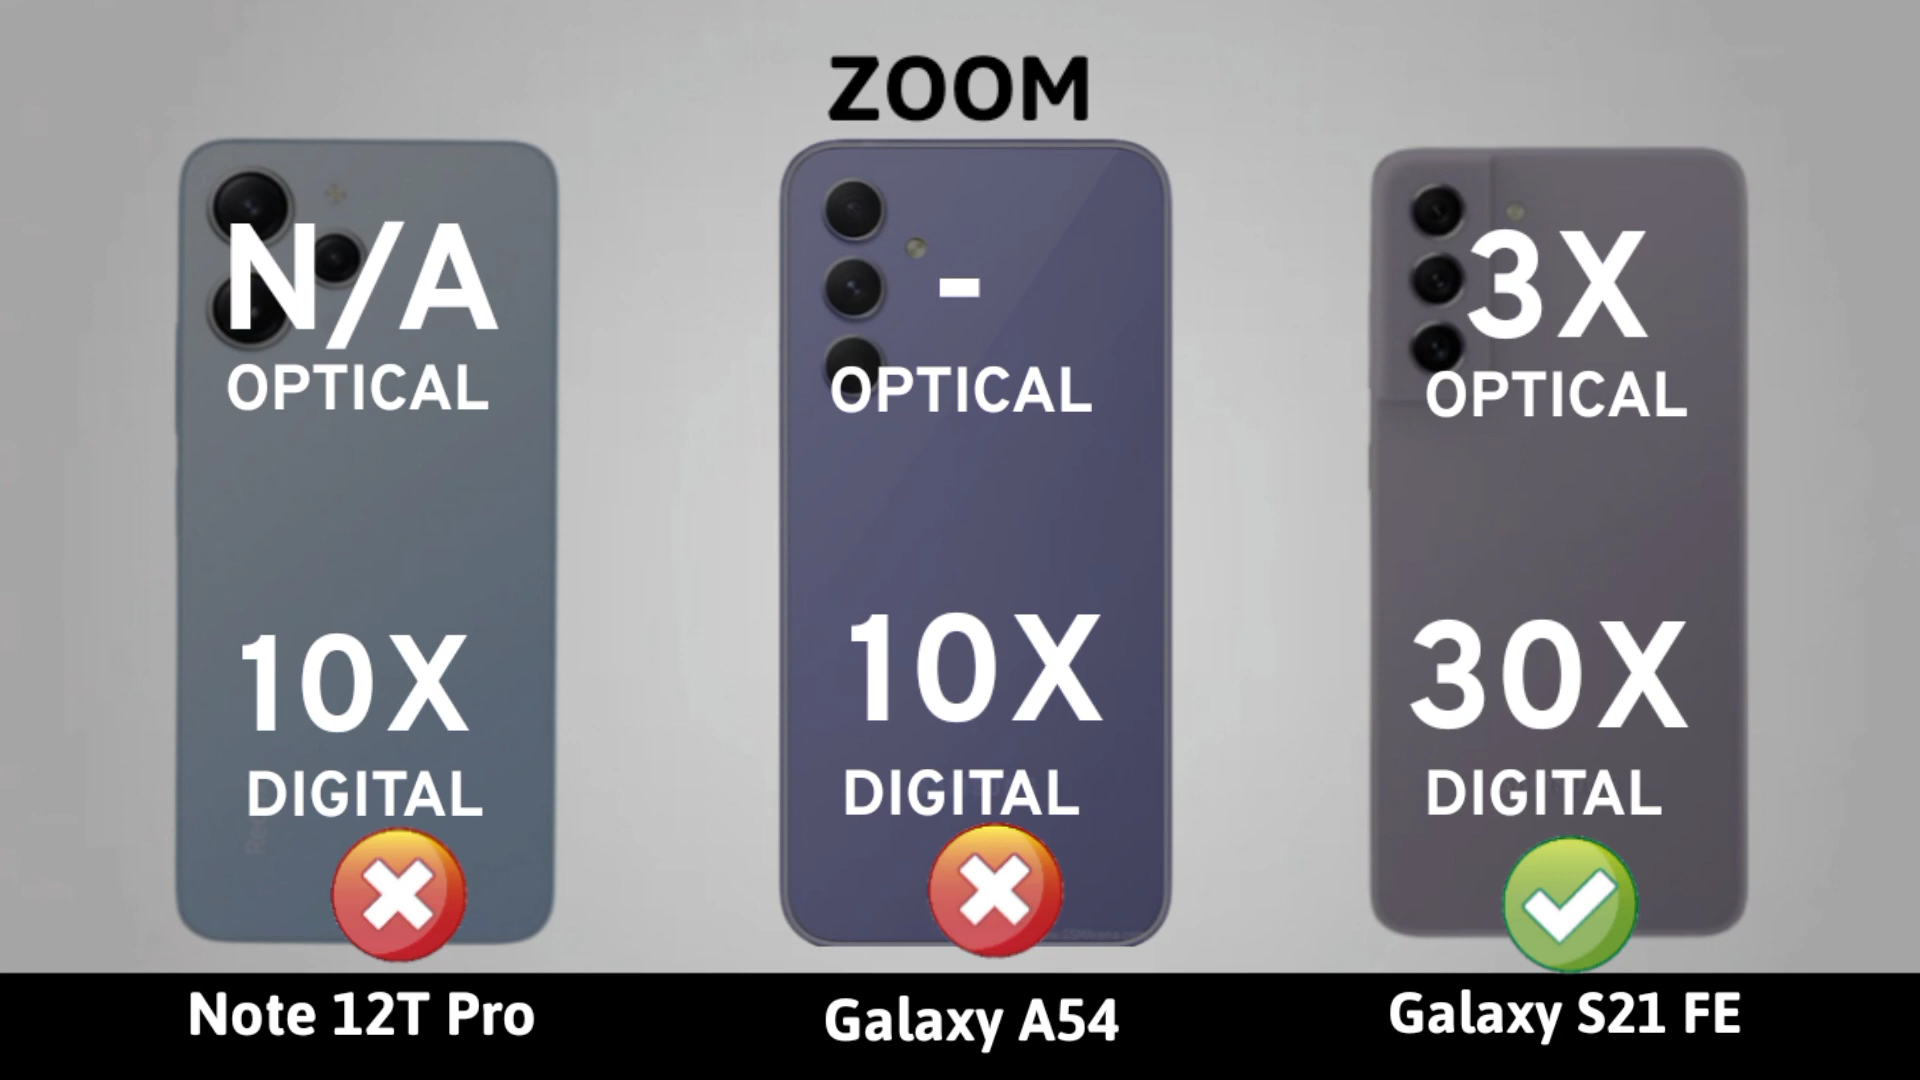 ZOOM
N/A
OPTICAL
10X
DIGITAL
Note 12T Pro
-
OPTICAL
10X
DIGITAL
Galaxy A54
3X
OPTICAL
30X
DIGITAL
Galaxy S21 FE